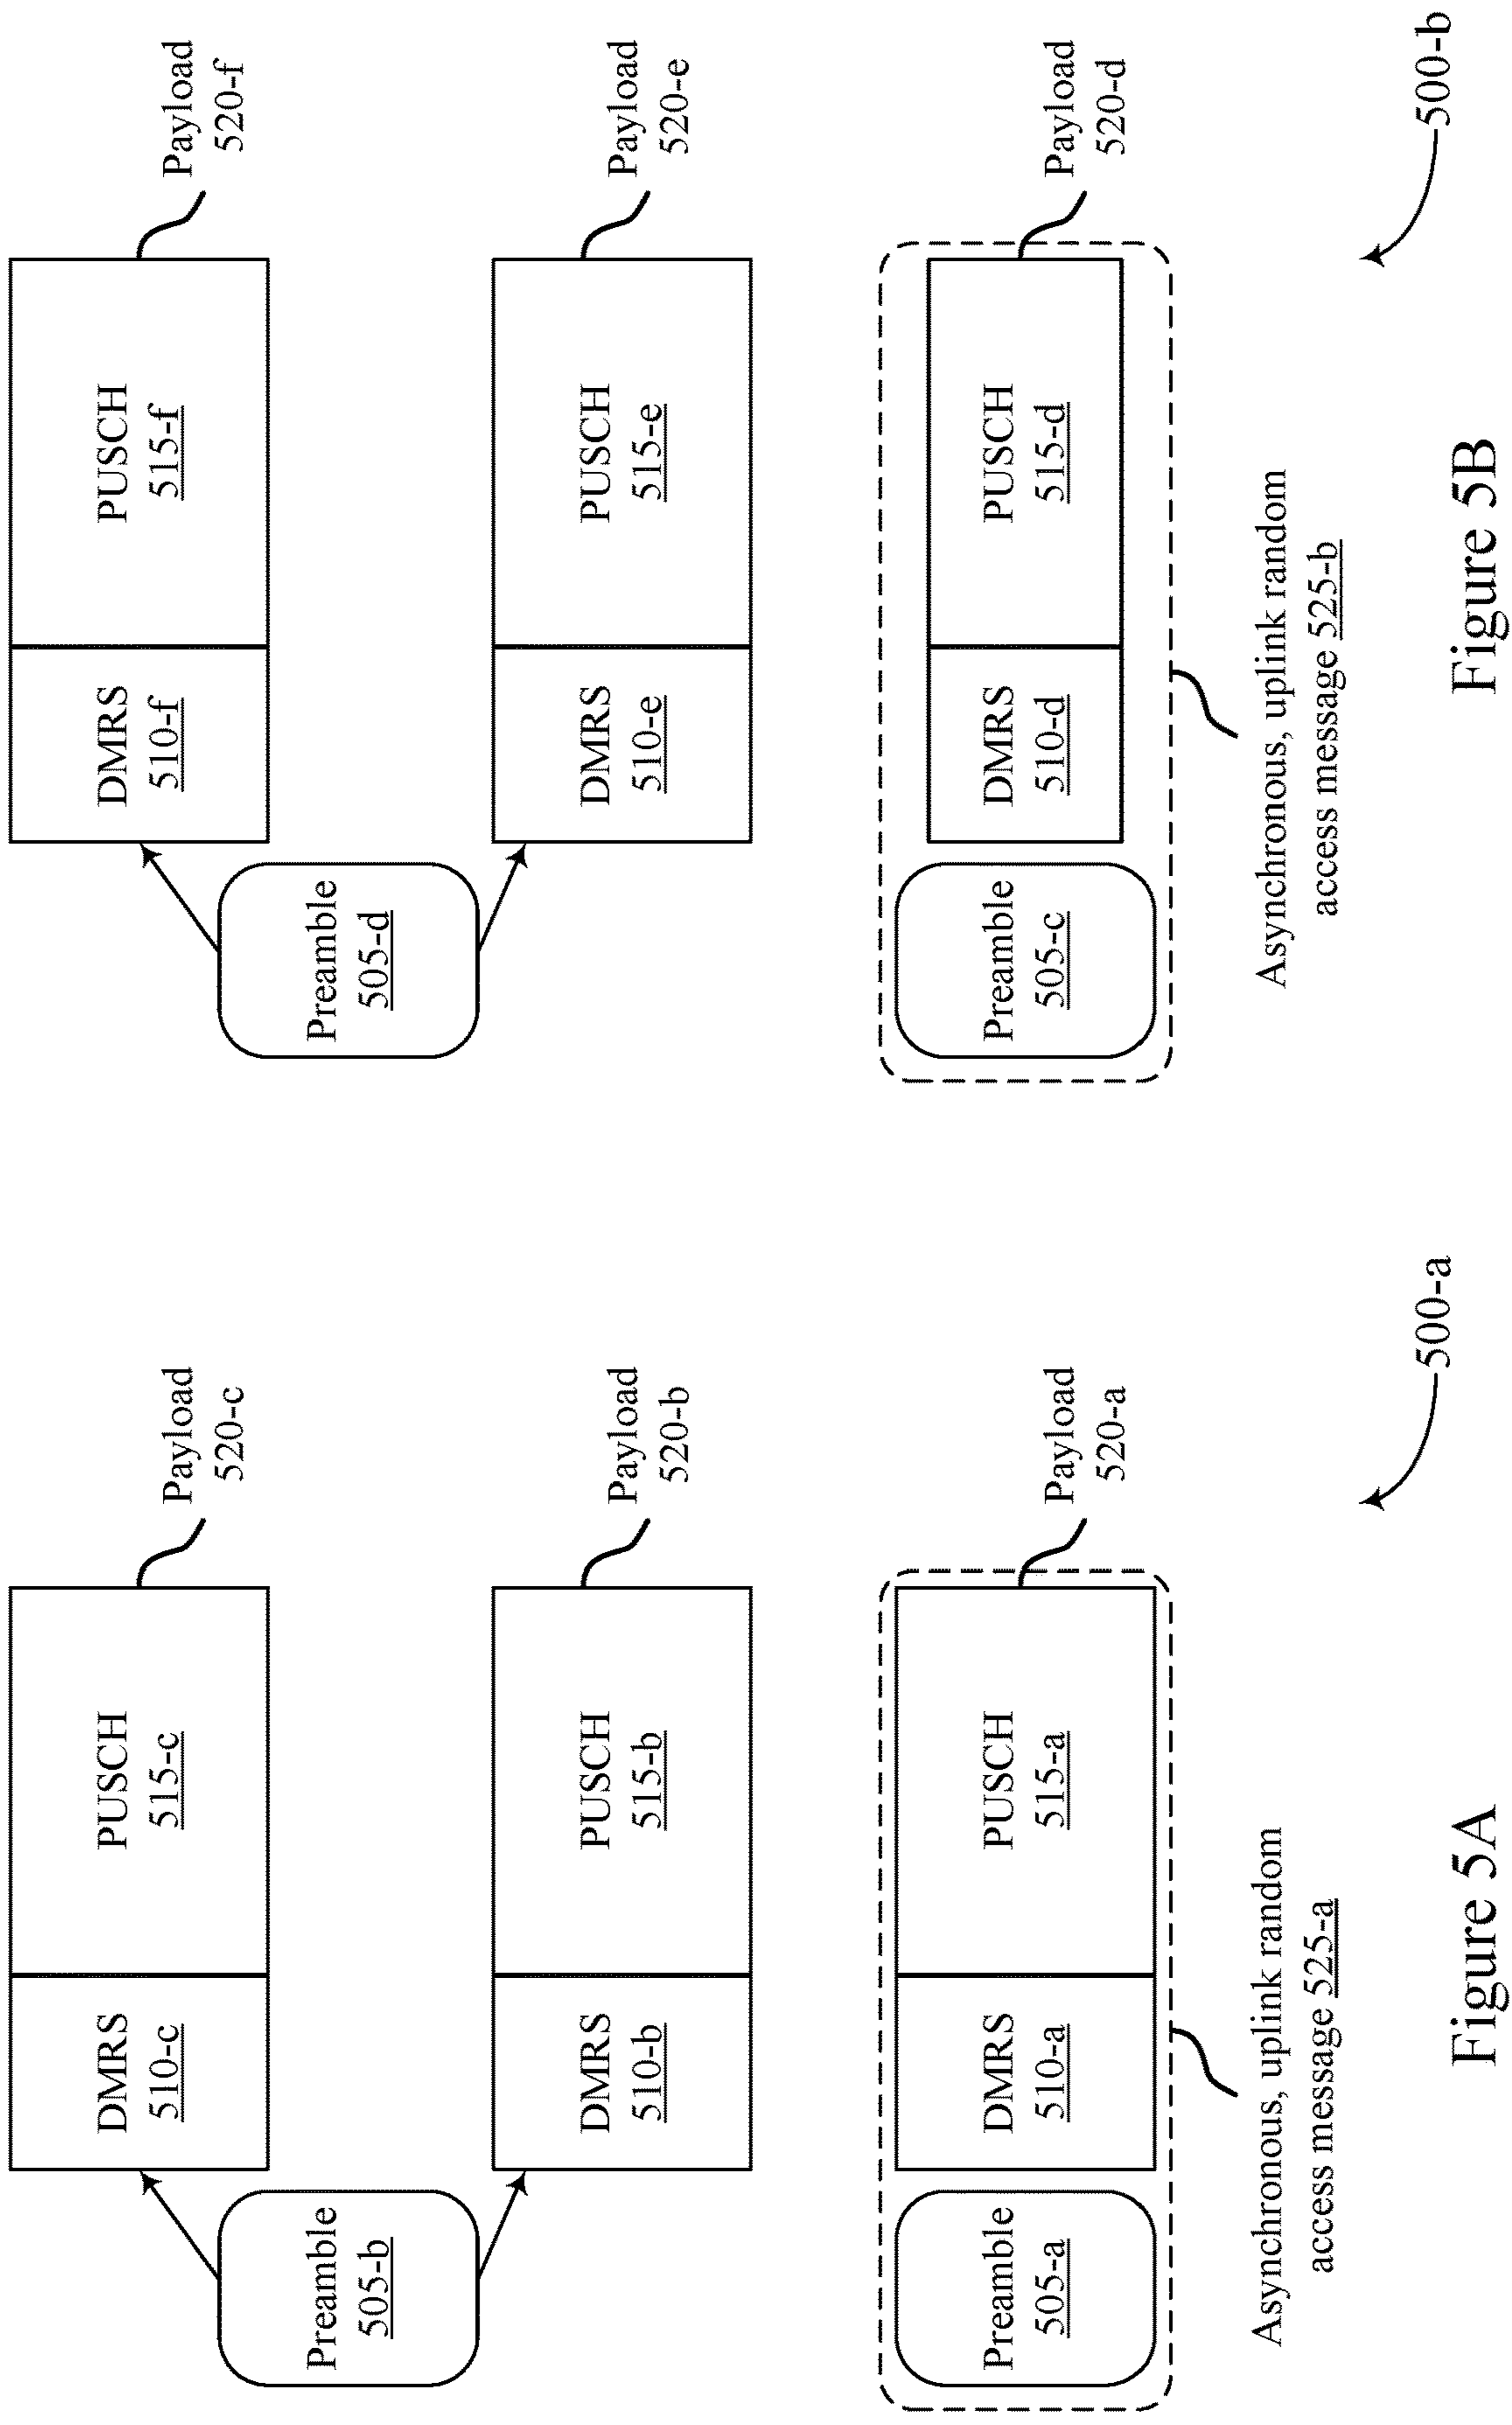 Preamble
505-b
DMRS
510-c
PUSCH
515-c
Payload
520-c
DMRS
510-b
PUSCH
515-b
Payload
520-b
Preamble
505-a
DMRS
510-a
PUSCH
515-a
Payload
520-a
Asynchronous, uplink random
access message 525-a
500-a
Figure 5A
Preamble
505-d
DMRS
510-f
PUSCH
515-f
Payload
520-f
DMRS
510-e
PUSCH
515-e
Payload
520-e
Preamble
505-c
DMRS
510-d
PUSCH
515-d
Payload
520-d
Asynchronous, uplink random
access message 525-b
500-b
Figure 5B